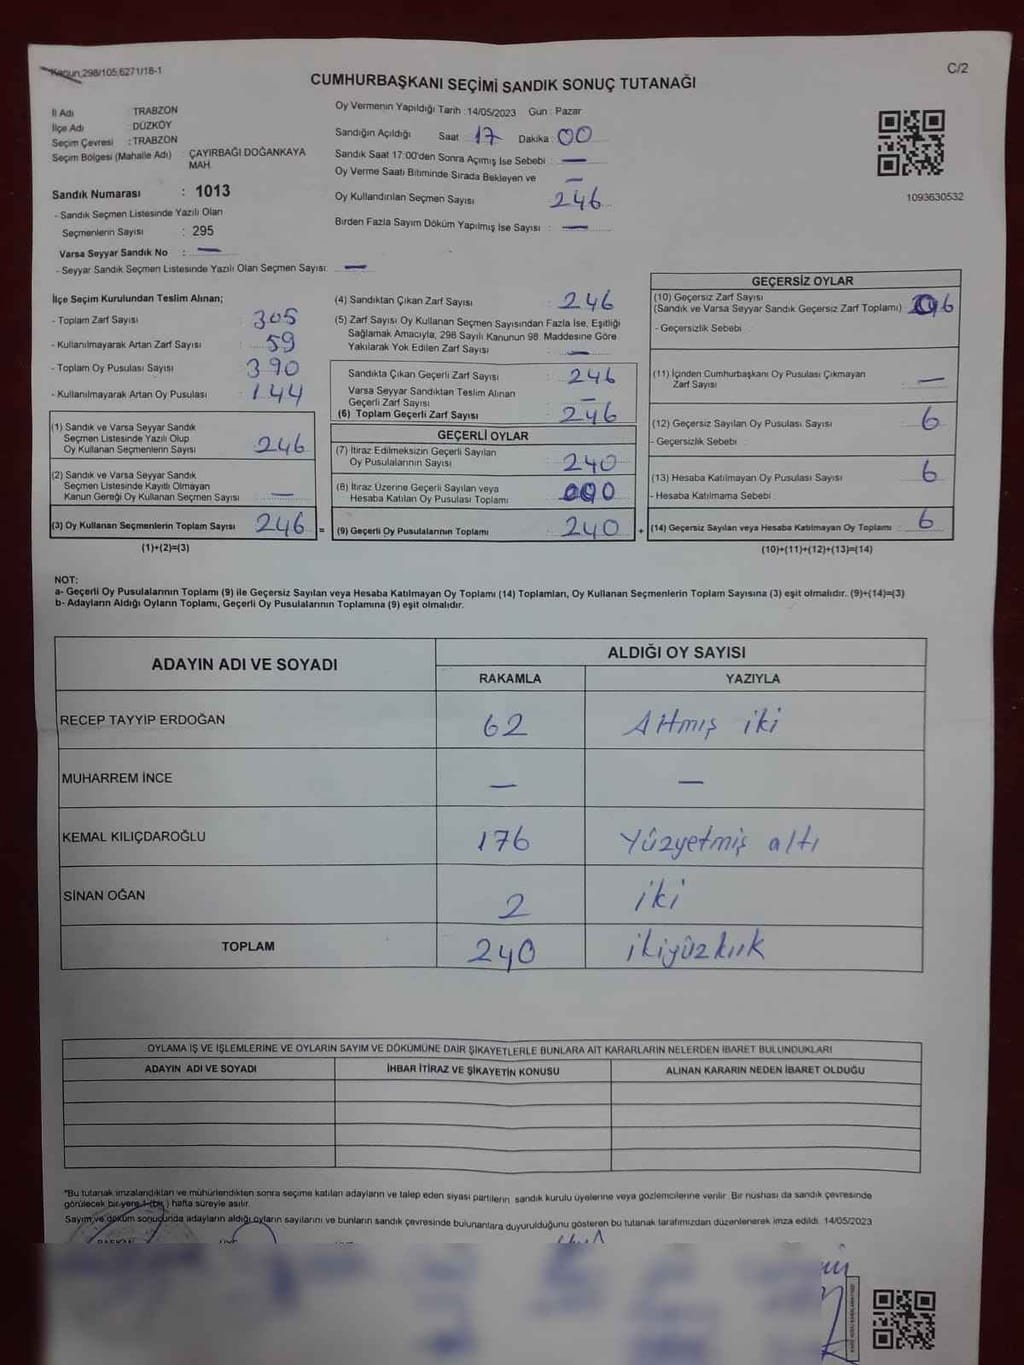 Kanun:298/105,6271/18-1
C/2
CUMHURBAŞKANI SEÇİMİ SANDIK SONUÇ TUTANAĞI
İl Adı TRABZON
İlçe Adı DÜZKÖY
Seçim Çevresi : TRABZON
Seçim Bölgesi (Mahalle Adı) ÇAYIRBAĞI DOĞANKAYA
MAH.
Sandık Numarası : 1013
- Sandık Seçmen Listesinde Yazılı Olan
Seçmenlerin Sayısı : 295
Varsa Seyyar Sandık No : —
- Seyyar Sandık Seçmen Listesinde Yazılı Olan Seçmen Sayısı: —
Oy Vermenin Yapıldığı Tarih :14/05/2023 Gün : Pazar
Sandığın Açıldığı Saat : 17 Dakika : 00
Sandık Saat 17:00'den Sonra Açımış İse Sebebi : —
Oy Verme Saati Bitiminde Sırada Bekleyen ve —
Oy Kullandırılan Seçmen Sayısı 246
Birden Fazla Sayım Döküm Yapılmış İse Sayısı : —
1093630532
İlçe Seçim Kurulundan Teslim Alınan;
- Toplam Zarf Sayısı 305
- Kullanılmayarak Artan Zarf Sayısı : 59
- Toplam Oy Pusulası Sayısı 390
- Kullanılmayarak Artan Oy Pusulası : 144
(1) Sandık ve Varsa Seyyar Sandık
Seçmen Listesinde Yazılı Olup
Oy Kullanan Seçmenlerin Sayısı 246
(2) Sandık ve Varsa Seyyar Sandık
Seçmen Listesinde Kayıtlı Olmayan
Kanun Gereği Oy Kullanan Seçmen Sayısı —
(3) Oy Kullanan Seçmenlerin Toplam Sayısı 246 =
(1)+(2)=(3)
(4) Sandıktan Çıkan Zarf Sayısı : 246
(5) Zarf Sayısı Oy Kullanan Seçmen Sayısından Fazla İse, Eşitliği
Sağlamak Amacıyla, 298 Sayılı Kanunun 98. Maddesine Göre
Yakılarak Yok Edilen Zarf Sayısı : —
Sandıkta Çıkan Geçerli Zarf Sayısı : 246
Varsa Seyyar Sandıktan Teslim Alınan
Geçerli Zarf Sayısı : —
(6) Toplam Geçerli Zarf Sayısı : 246
GEÇERLİ OYLAR
(7) İtiraz Edilmeksizin Geçerli Sayılan
Oy Pusulalarının Sayısı : 240
(8) İtiraz Üzerine Geçerli Sayılan veya
Hesaba Katılan Oy Pusulası Toplamı
(9) Geçerli Oy Pusulalarının Toplamı : 240 +
GEÇERSİZ OYLAR
(10) Geçersiz Zarf Sayısı
(Sandık ve Varsa Seyyar Sandık Geçersiz Zarf Toplamı) :
- Geçersizlik Sebebi :
(11) İçinden Cumhurbaşkanı Oy Pusulası Çıkmayan
Zarf Sayısı : —
(12) Geçersiz Sayılan Oy Pusulası Sayısı : 6
- Geçersizlik Sebebi :
(13) Hesaba Katılmayan Oy Pusulası Sayısı : 6
- Hesaba Katılmama Sebebi :
(14) Geçersiz Sayılan veya Hesaba Katılmayan Oy Toplamı : 6
(10)+(11)+(12)+(13)=(14)
NOT:
a- Geçerli Oy Pusulalarının Toplamı (9) ile Geçersiz Sayılan veya Hesaba Katılmayan Oy Toplamı (14) Toplamları, Oy Kullanan Seçmenlerin Toplam Sayısına (3) eşit olmalıdır. (9)+(14)=(3)
b- Adayların Aldığı Oyların Toplamı, Geçerli Oy Pusulalarının Toplamına (9) eşit olmalıdır.
ADAYIN ADI VE SOYADI
ALDIĞI OY SAYISI
RAKAMLA YAZIYLA
RECEP TAYYİP ERDOĞAN 62 Altmış iki
MUHARREM İNCE — —
KEMAL KILIÇDAROĞLU 176 Yüzyetmiş altı
SİNAN OĞAN 2 iki
TOPLAM 240 ikiyüzkırk
OYLAMA İŞ VE İŞLEMLERİNE VE OYLARIN SAYIM VE DÖKÜMÜNE DAİR ŞİKAYETLERLE BUNLARA AİT KARARLARIN NELERDEN İBARET BULUNDUKLARI
ADAYIN ADI VE SOYADI İHBAR İTİRAZ VE ŞİKAYETİN KONUSU ALINAN KARARIN NEDEN İBARET OLDUĞU
"Bu tutanak imzalandıktan ve mühürlendikten sonra seçime katılan adayların ve talep eden siyasi partilerin sandık kurulu üyelerine veya gözlemcilerine verilir. Bir nüshası da sandık çevresinde
görülecek bir yere 1 (bir) hafta süreyle asılır.
Sayım ve döküm sonucunda adayların aldığı oyların sayılarını ve bunların sandık çevresinde bulunanlara duyurulduğunu gösteren bu tutanak tarafımızdan düzenlenerek imza edildi. 14/05/2023